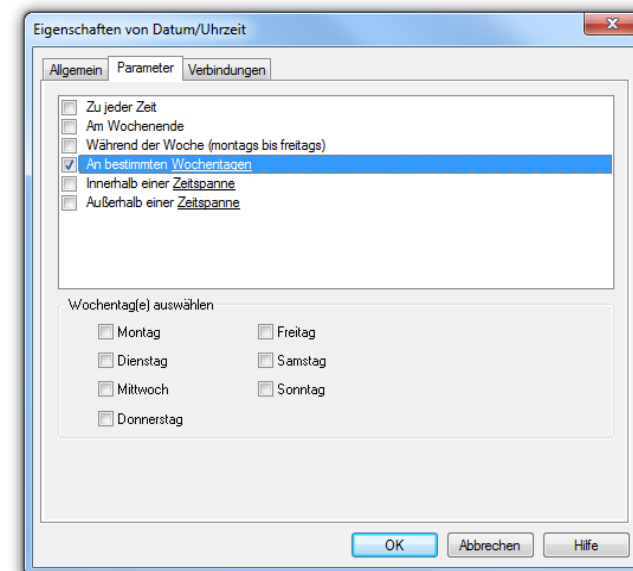 Eigenschaften von Datum/Uhrzeit
Allgemein Parameter Verbindungen
Zu jeder Zeit
Am Wochenende
Während der Woche (montags bis freitags)
An bestimmten Wochentagen
Innerhalb einer Zeitspanne
Außerhalb einer Zeitspanne
Wochentag(e) auswählen
Montag Freitag
Dienstag Samstag
Mittwoch Sonntag
Donnerstag
OK Abbrechen Hilfe